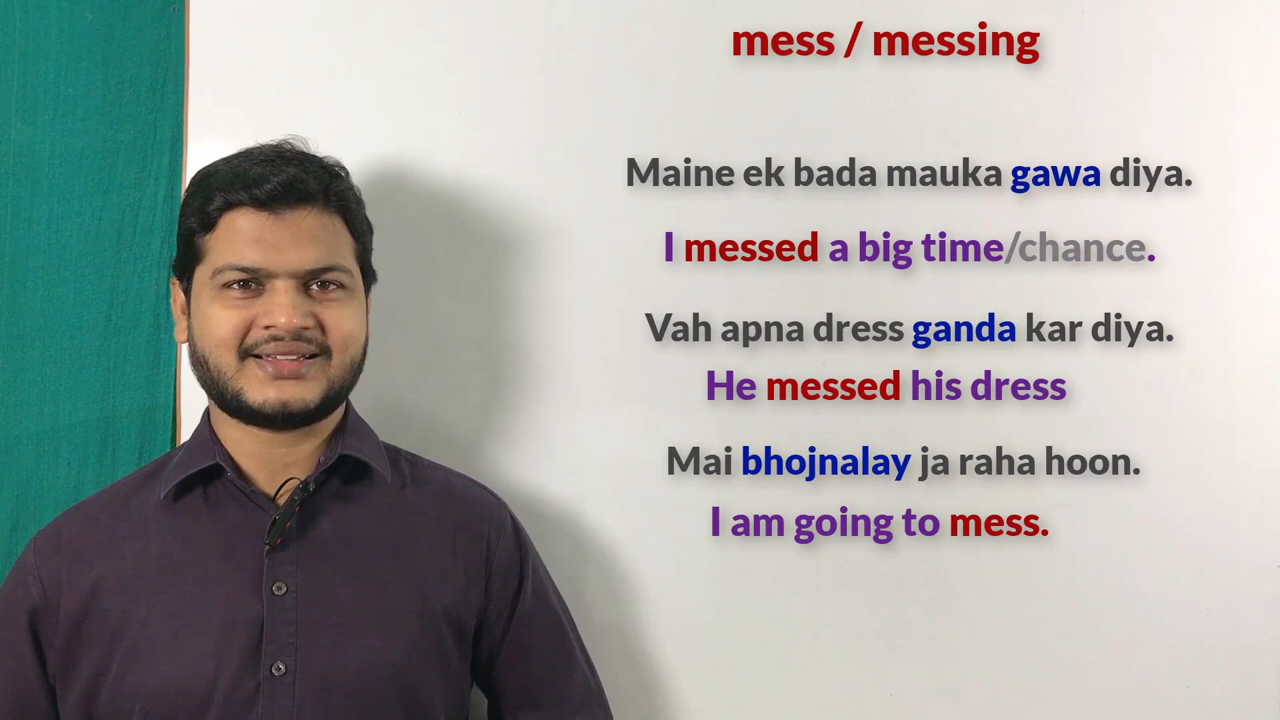 mess / messing
Maine ek bada mauka gawa diya.
I messed a big time/chance.
Vah apna dress ganda kar diya.
He messed his dress
Mai bhojnalay ja raha hoon.
I am going to mess.